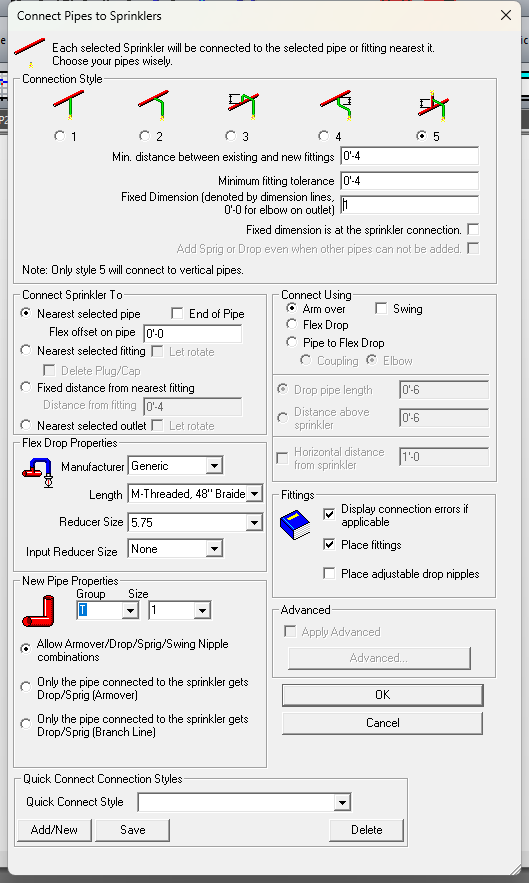 Connect Pipes to Sprinklers
Each selected Sprinkler will be connected to the selected pipe or fitting nearest it.
Choose your pipes wisely.
Connection Style
1 2 3 4 5
Min. distance between existing and new fittings 0'-4
Minimum fitting tolerance 0'-4
Fixed Dimension (denoted by dimension lines,
0'-0 for elbow on outlet) 1
Fixed dimension is at the sprinkler connection.
Add Sprig or Drop even when other pipes can not be added.
Note: Only style 5 will connect to vertical pipes.
Connect Sprinkler To
Nearest selected pipe End of Pipe
Flex offset on pipe 0'-0
Nearest selected fitting Let rotate
Delete Plug/Cap
Fixed distance from nearest fitting
Distance from fitting 0'-4
Nearest selected outlet Let rotate
Connect Using
Arm over Swing
Flex Drop
Pipe to Flex Drop
Coupling Elbow
Drop pipe length 0'-6
Distance above
sprinkler 0'-6
Horizontal distance
from sprinkler 1'-0
Flex Drop Properties
Manufacturer Generic
Length M-Threaded, 48" Braide
Reducer Size 5.75
Input Reducer Size None
Fittings
Display connection errors if
applicable
Place fittings
Place adjustable drop nipples
New Pipe Properties
Group Size
T 1
Allow Armover/Drop/Sprig/Swing Nipple
combinations
Only the pipe connected to the sprinkler gets
Drop/Sprig (Armover)
Only the pipe connected to the sprinkler gets
Drop/Sprig (Branch Line)
Advanced
Apply Advanced
Advanced...
OK
Cancel
Quick Connect Connection Styles
Quick Connect Style
Add/New Save Delete